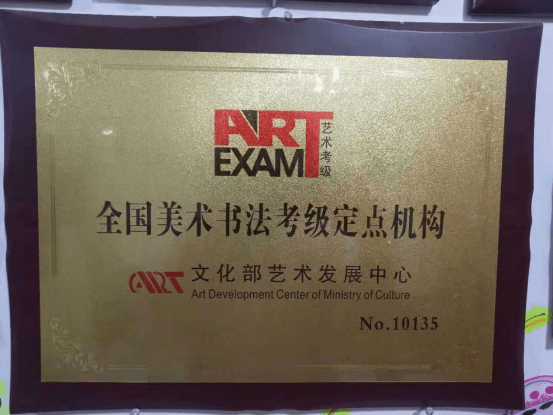 ART
EXAM
艺术考级
全国美术书法考级定点机构
ART 文化部艺术发展中心
Art Development Center of Ministry of Culture
No.10135